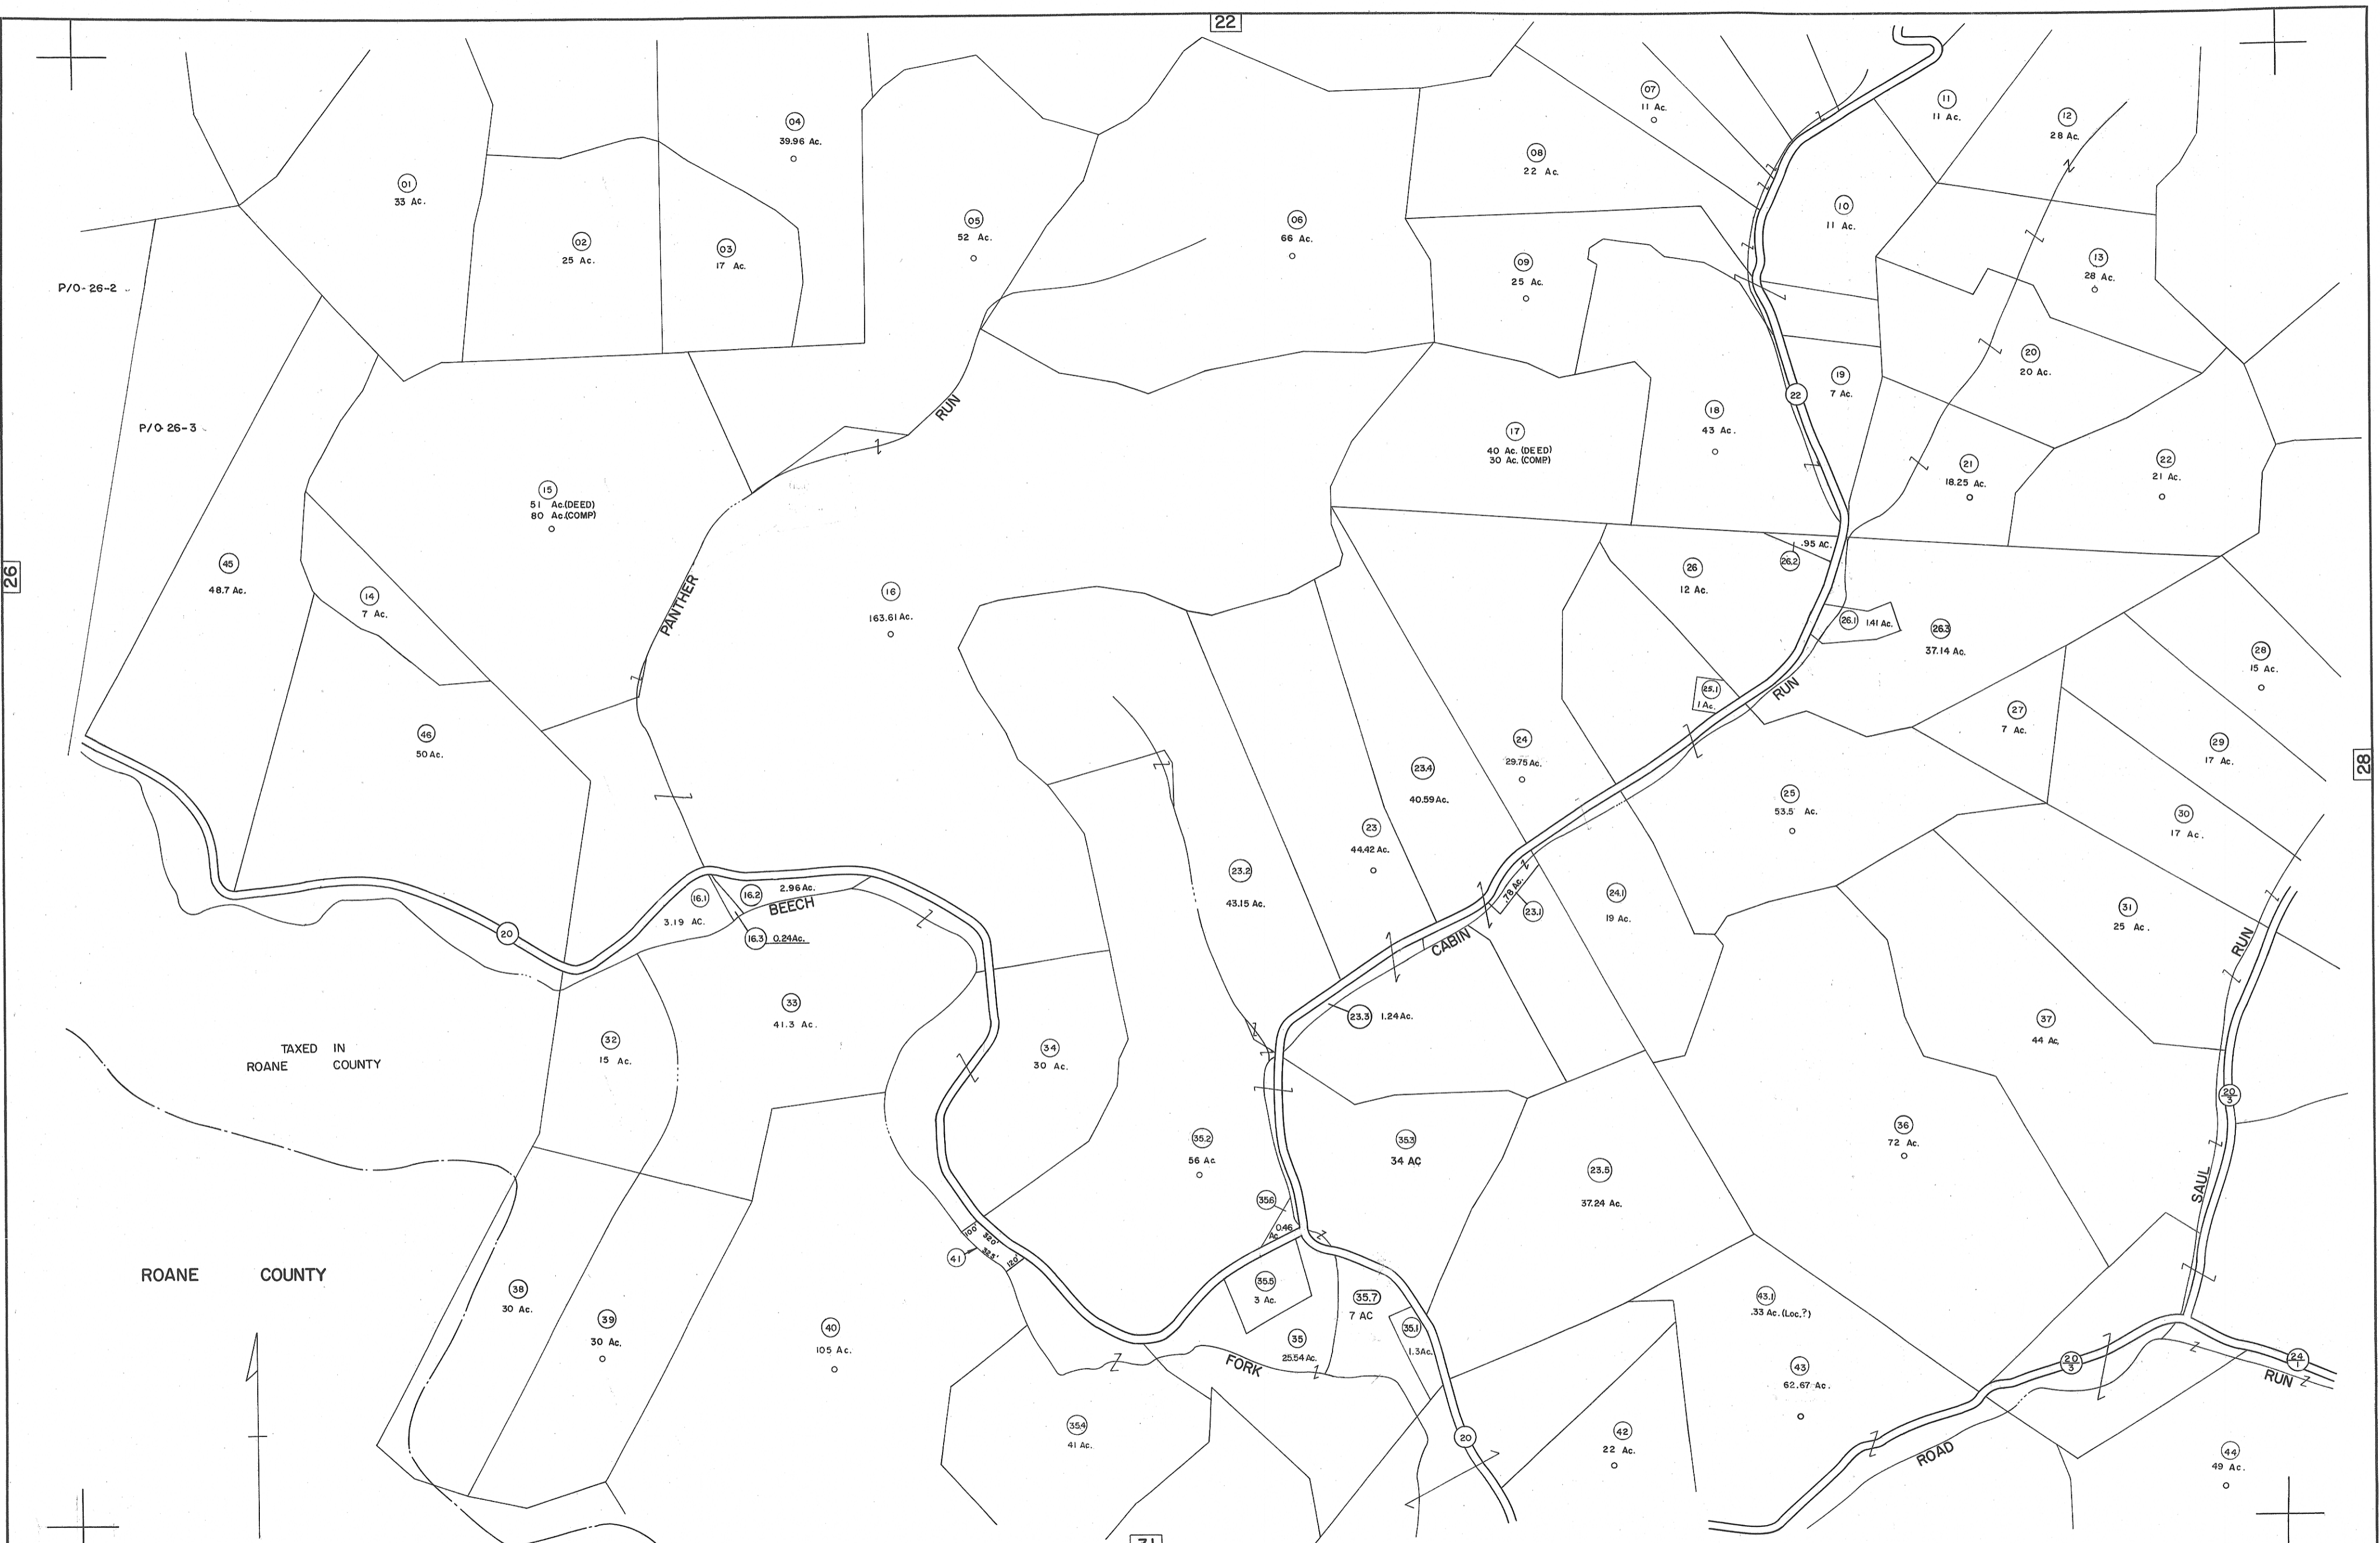 22
07
11 Ac.
11
11 Ac.
12
28 Ac.
04
39.96 Ac.
08
22 Ac.
01
33 Ac.
10
11 Ac.
05
52 Ac.
06
66 Ac.
02
25 Ac.
03
17 Ac.
09
25 Ac.
13
28 Ac.
P/O-26-2
20
20 Ac.
19
7 Ac.
22
18
43 Ac.
RUN
P/O 26-3
17
40 Ac. (DEED)
30 Ac. (COMP)
21
18.25 Ac.
22
21 Ac.
15
51 Ac.(DEED)
80 Ac.(COMP)
.95 AC.
26.2
26
45
48.7 Ac.
14
7 Ac.
PANTHER
16
163.61 Ac.
26
12 Ac.
26.1
1.41 Ac.
26.3
37.14 Ac.
28
15 Ac.
25.1
1 Ac.
RUN
27
7 Ac.
46
50 Ac.
24
29.75 Ac.
29
17 Ac.
28
23.4
40.59 Ac.
25
53.5 Ac.
30
17 Ac.
23
44.42 Ac.
23.2
43.15 Ac.
16.1
3.19 AC.
16.2
2.96 Ac.
BEECH
16.3
0.24Ac.
20
.78 Ac.
23.1
24.1
19 Ac.
31
25 Ac.
RUN
CABIN
33
41.3 Ac.
23.3
1.24Ac.
37
44 Ac.
32
15 Ac.
34
30 Ac.
TAXED IN
ROANE COUNTY
20
3
36
72 Ac.
35.2
56 Ac
35.3
34 AC
23.5
37.24 Ac.
SAUL
35.6
0.46
Ac
100'
320'
325'
120'
41
ROANE COUNTY
38
30 Ac.
35.5
3 Ac.
35.7
7 AC
43.1
.33 Ac. (Loc.?)
39
30 Ac.
40
105 Ac.
35
25.54 Ac.
35.1
1.3Ac.
FORK
43
62.67 Ac.
20
3
24
1
RUN
35.4
41 Ac.
20
42
22 Ac.
ROAD
44
49 Ac.